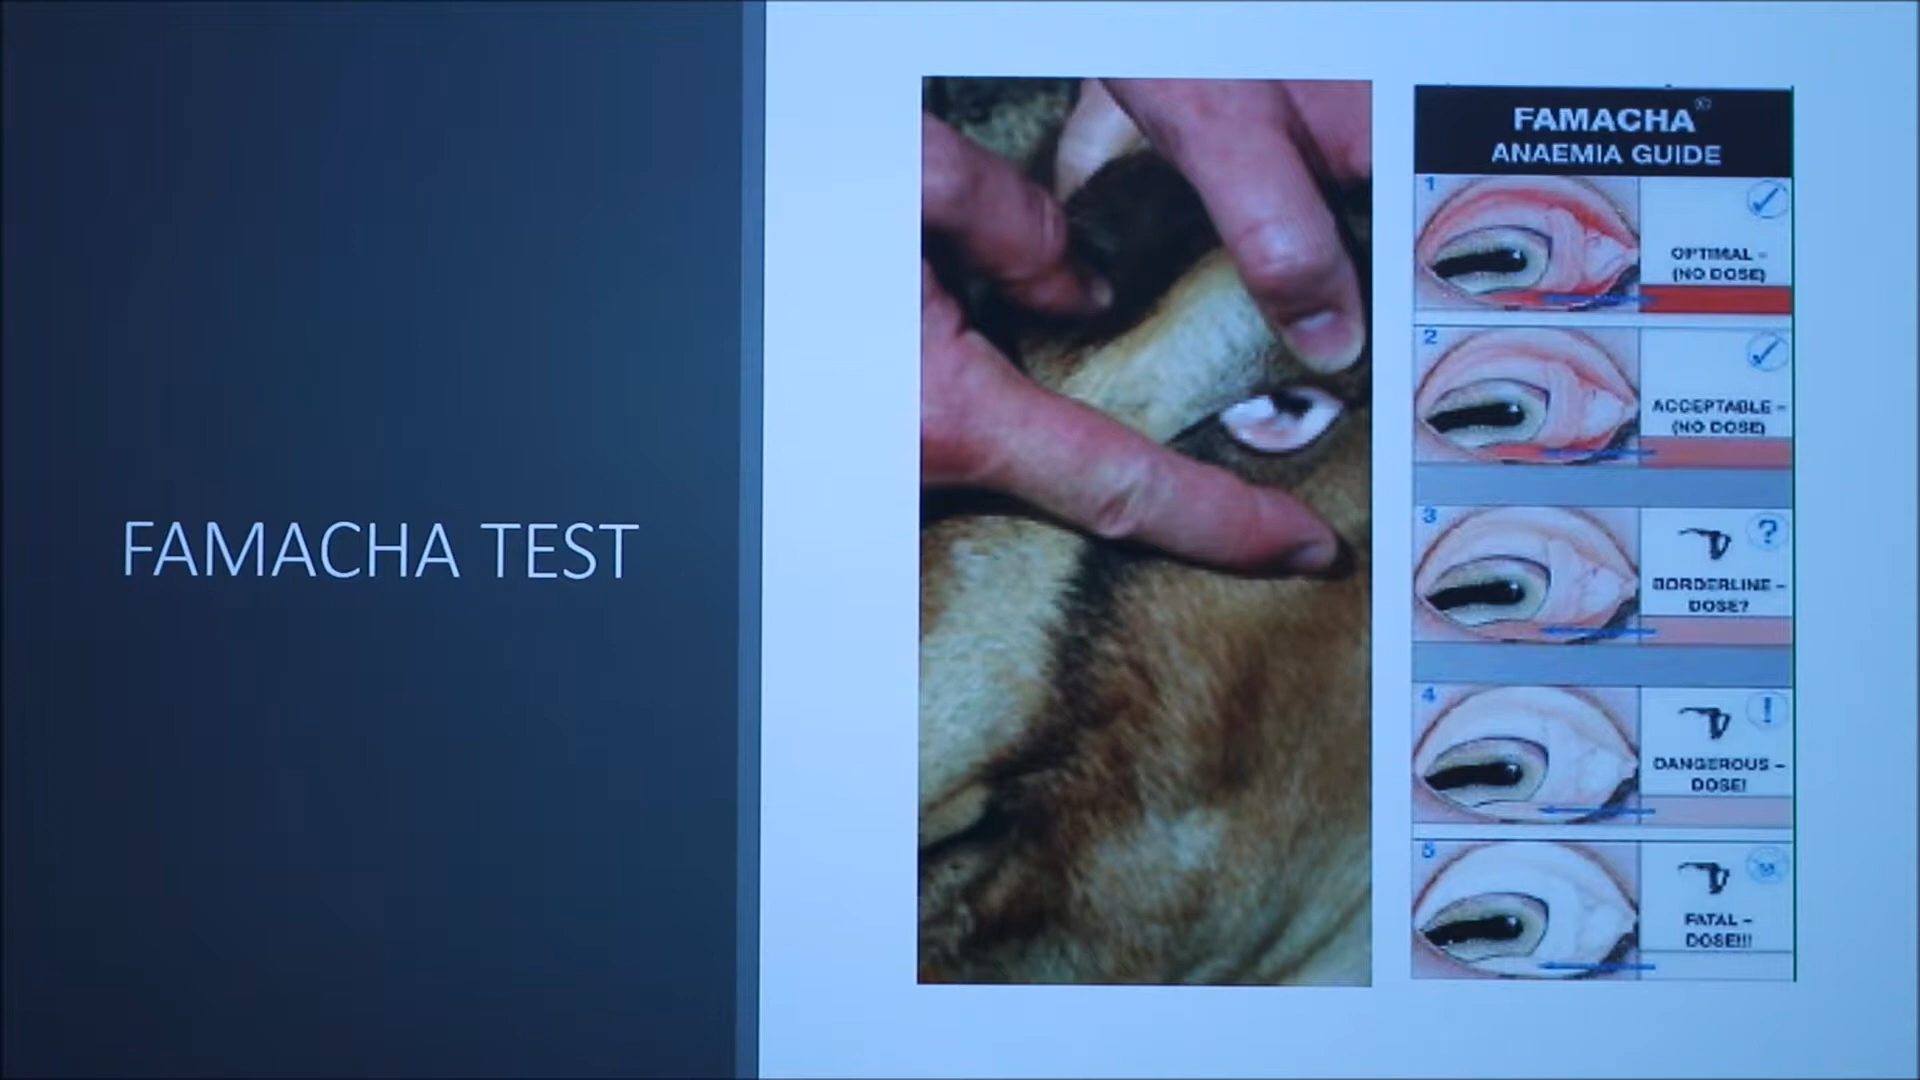 FAMACHA TEST
FAMACHA©
ANAEMIA GUIDE
1
OPTIMAL –
(NO DOSE)
2
ACCEPTABLE –
(NO DOSE)
3
?
BORDERLINE –
DOSE?
4
!
DANGEROUS –
DOSE!
5
FATAL –
DOSE!!!